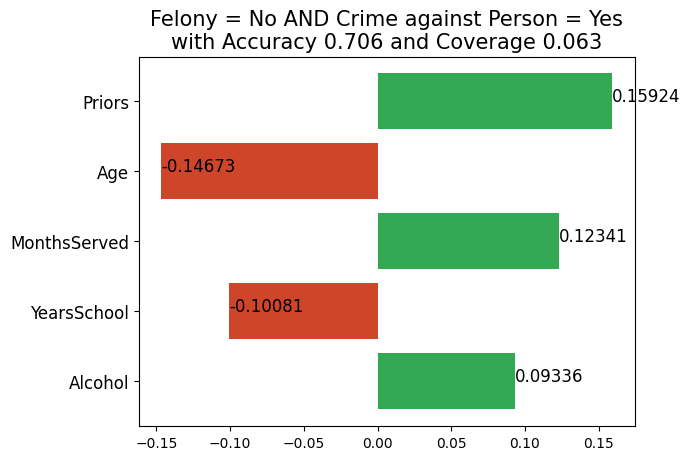 Felony = No AND Crime against Person = Yes
with Accuracy 0.706 and Coverage 0.063
Priors
0.15924
Age
-0.14673
MonthsServed
0.12341
YearsSchool
-0.10081
Alcohol
0.09336
−0.15 −0.10 −0.05 0.00 0.05 0.10 0.15